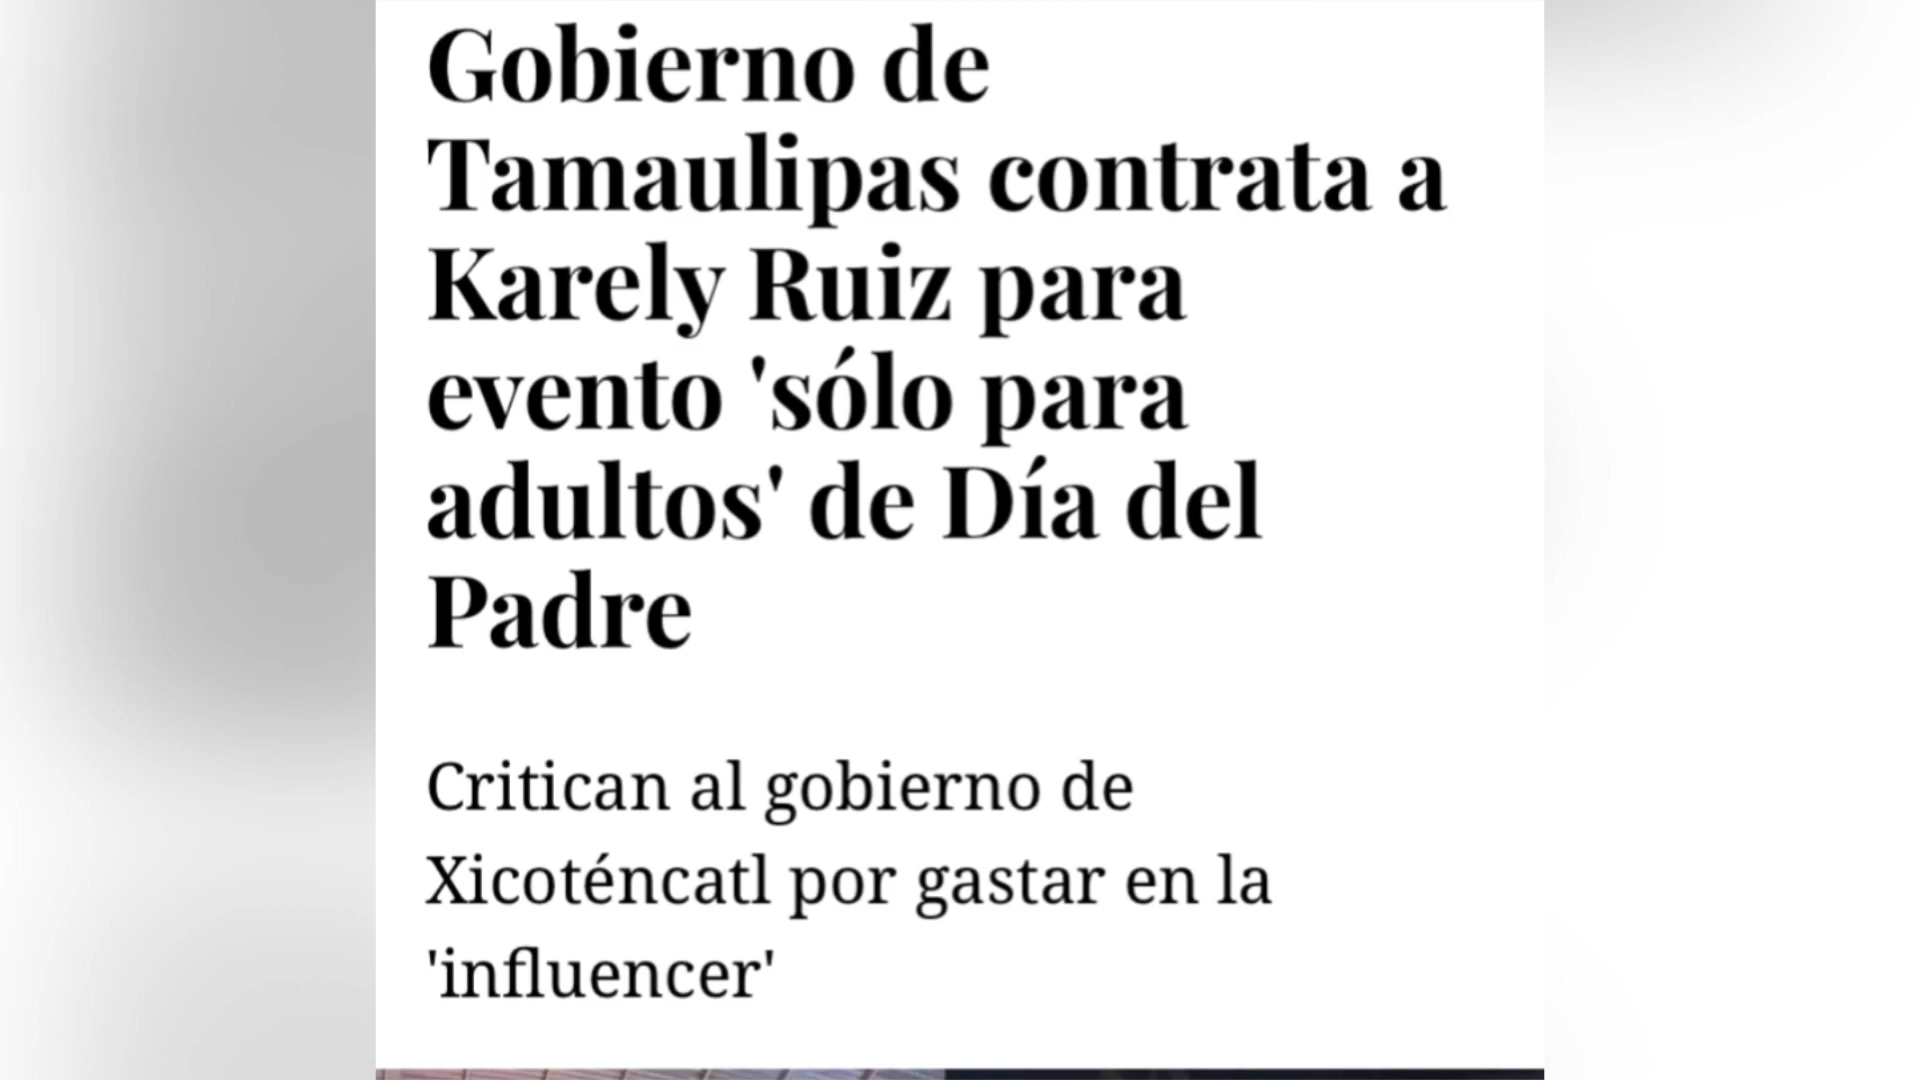 Gobierno de
Tamaulipas contrata a
Karely Ruiz para
evento 'sólo para
adultos' de Día del
Padre
Critican al gobierno de
Xicoténcatl por gastar en la
'influencer'